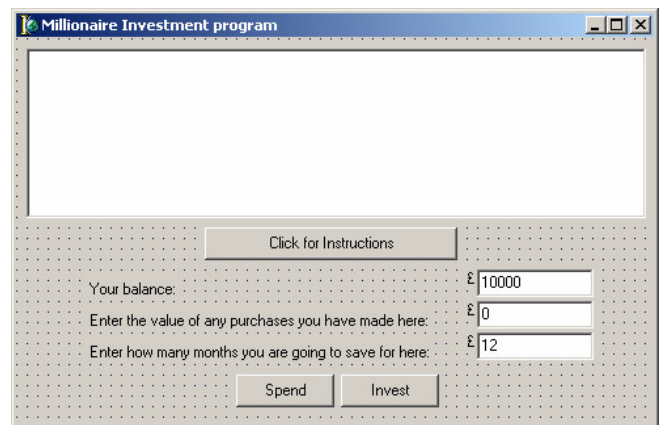 Millionaire Investment program
Click for Instructions
Your balance: £ 10000
Enter the value of any purchases you have made here: £ 0
Enter how many months you are going to save for here: £ 12
Spend Invest